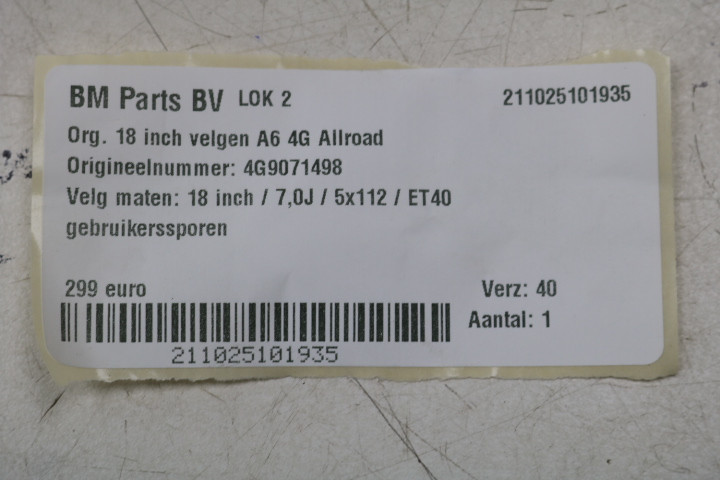 BM Parts BV LOK 2 211025101935
Org. 18 inch velgen A6 4G Allroad
Origineelnummer: 4G9071498
Velg maten: 18 inch / 7,0J / 5x112 / ET40
gebruikerssporen
299 euro Verz: 40
Aantal: 1
211025101935